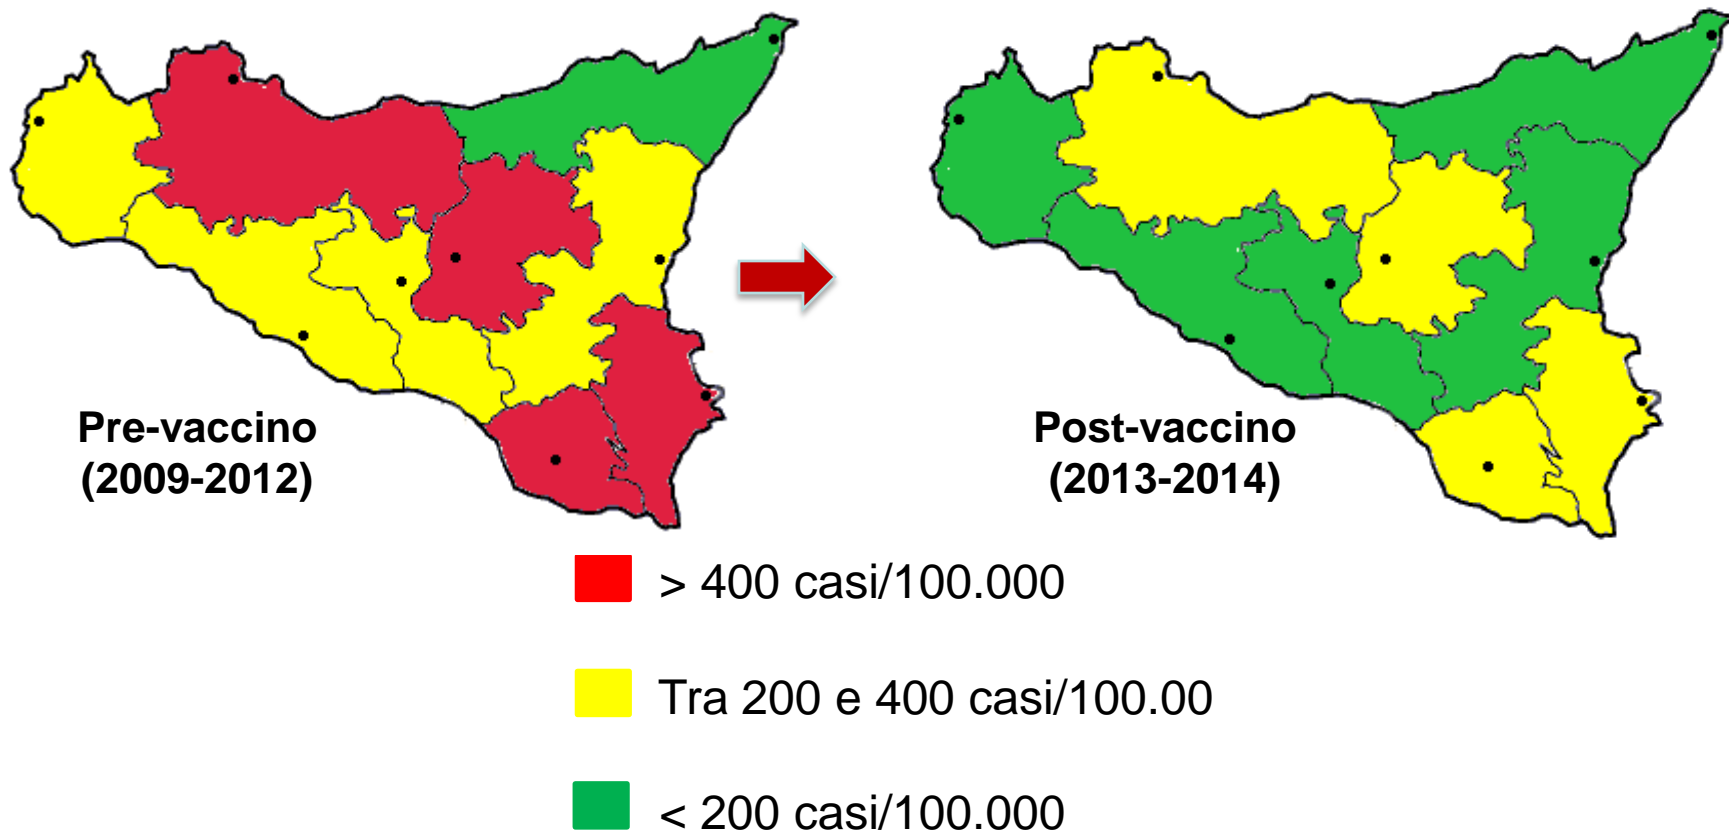 Pre-vaccino
(2009-2012)
Post-vaccino
(2013-2014)
> 400 casi/100.000
Tra 200 e 400 casi/100.00
< 200 casi/100.000